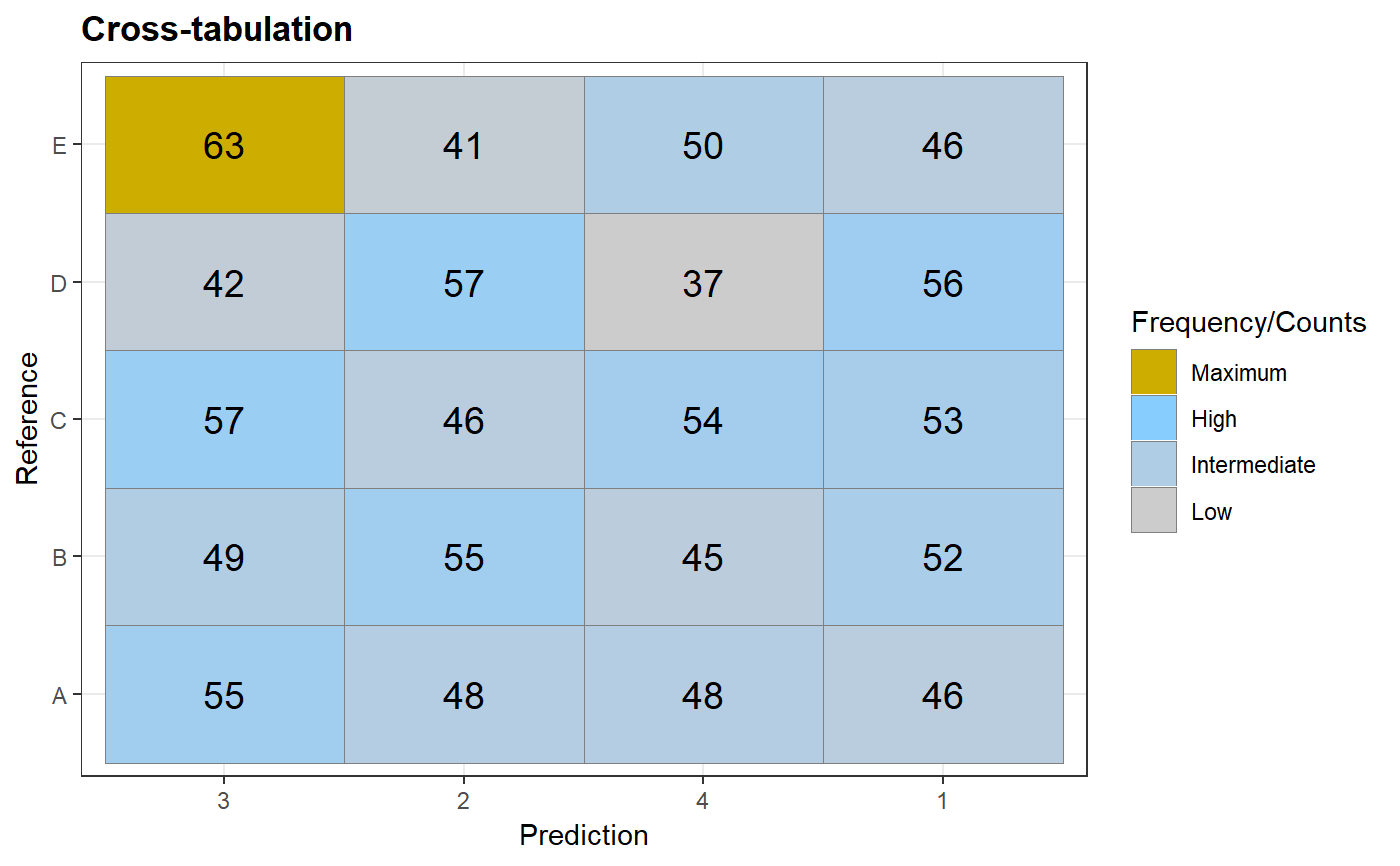 Cross-tabulation
E 63 41 50 46
D 42 57 37 56
C 57 46 54 53
B 49 55 45 52
A 55 48 48 46
3 2 4 1
Prediction
Reference
Frequency/Counts
Maximum
High
Intermediate
Low